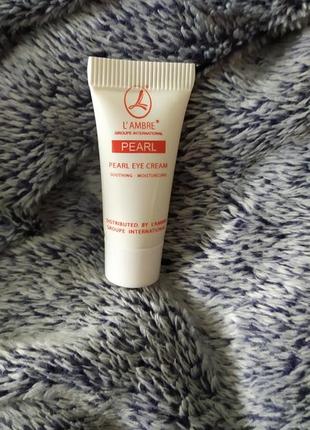 L'AMBRE®
GROUPE INTERNATIONAL
PEARL
PEARL EYE CREAM
SOOTHING · MOISTURIZING
DISTRIBUTED BY L'AMBRE
GROUPE INTERNATIONAL